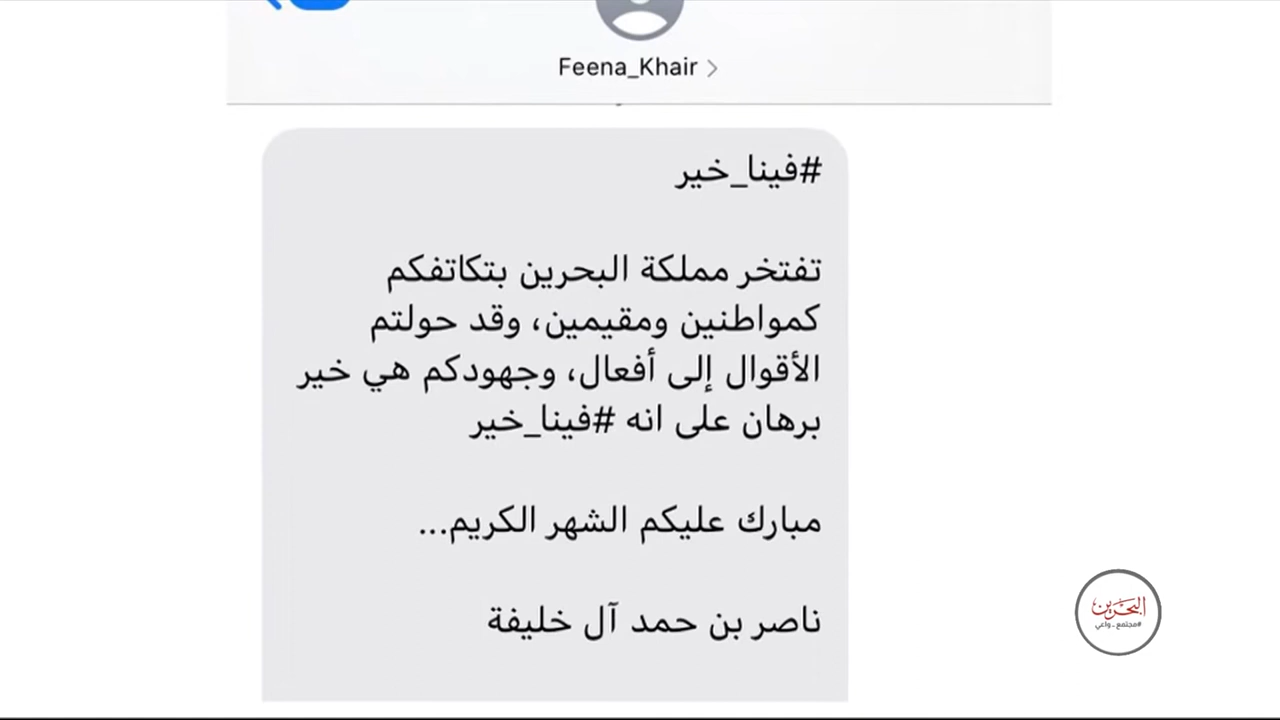 Feena_Khair
#فينا_خير
تفتخر مملكة البحرين بتكاتفكم
كمواطنين ومقيمين، وقد حولتم
الأقوال إلى أفعال، وجهودكم هي خير
برهان على انه #فينا_خير
مبارك عليكم الشهر الكريم...
ناصر بن حمد آل خليفة
البحرين
#مجتمع_واعي